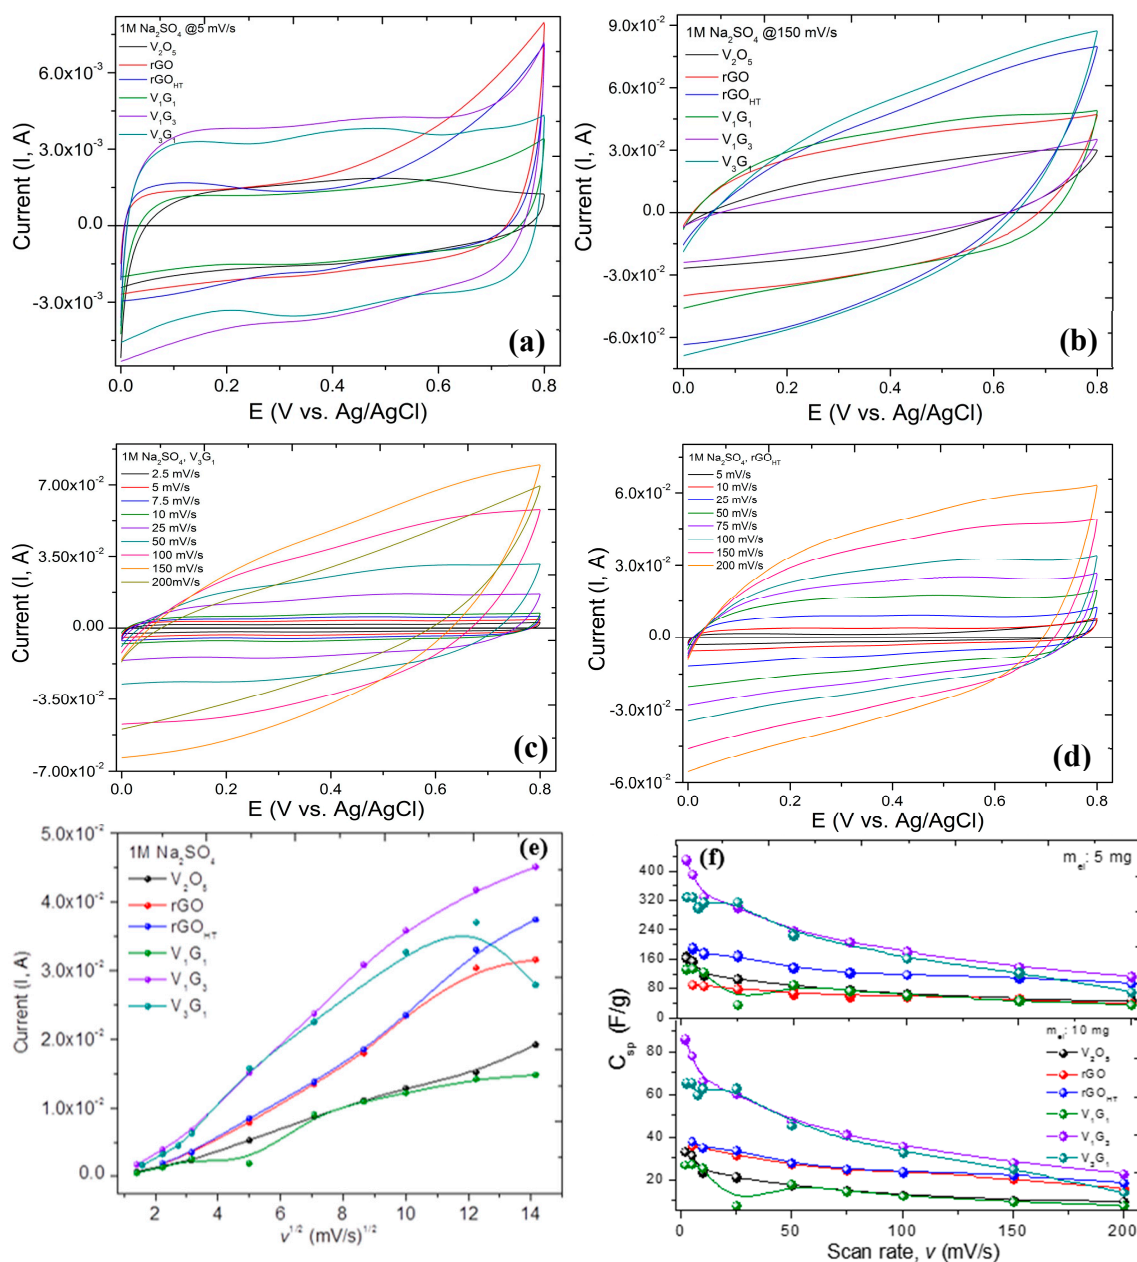 1M Na₂SO₄ @5 mV/s
V₂O₅
rGO
rGO_HT
V₁G₁
V₁G₃
V₃G₁
6.0x10⁻³
3.0x10⁻³
0.0
-3.0x10⁻³
Current (I, A)
0.0 0.2 0.4 0.6 0.8
E (V vs. Ag/AgCl)
(a)
1M Na₂SO₄ @150 mV/s
V₂O₅
rGO
rGO_HT
V₁G₁
V₁G₃
V₃G₁
9.0x10⁻²
6.0x10⁻²
3.0x10⁻²
0.0
-3.0x10⁻²
-6.0x10⁻²
Current (I, A)
0.0 0.2 0.4 0.6 0.8
E (V vs. Ag/AgCl)
(b)
1M Na₂SO₄, V₃G₁
2.5 mV/s
5 mV/s
7.5 mV/s
10 mV/s
25 mV/s
50 mV/s
100 mV/s
150 mV/s
200mV/s
7.00x10⁻²
3.50x10⁻²
0.00
-3.50x10⁻²
-7.00x10⁻²
Current (I, A)
0.0 0.2 0.4 0.6 0.8
E (V vs. Ag/AgCl)
(c)
1M Na₂SO₄, rGO_HT
5 mV/s
10 mV/s
25 mV/s
50 mV/s
75 mV/s
100 mV/s
150 mV/s
200 mV/s
6.0x10⁻²
3.0x10⁻²
0.0
-3.0x10⁻²
-6.0x10⁻²
Current (I, A)
0.0 0.2 0.4 0.6 0.8
E (V vs. Ag/AgCl)
(d)
1M Na₂SO₄
V₂O₅
rGO
rGO_HT
V₁G₁
V₁G₃
V₃G₁
(e)
5.0x10⁻²
4.0x10⁻²
3.0x10⁻²
2.0x10⁻²
1.0x10⁻²
0.0
Current (I, A)
2 4 6 8 10 12 14
v^1/2 (mV/s)^1/2
(f)
m_el: 5 mg
400
320
240
160
80
0
C_sp (F/g)
m_el: 10 mg
V₂O₅
rGO
rGO_HT
V₁G₁
V₁G₃
V₃G₁
80
60
40
20
0 50 100 150 200
Scan rate, v (mV/s)